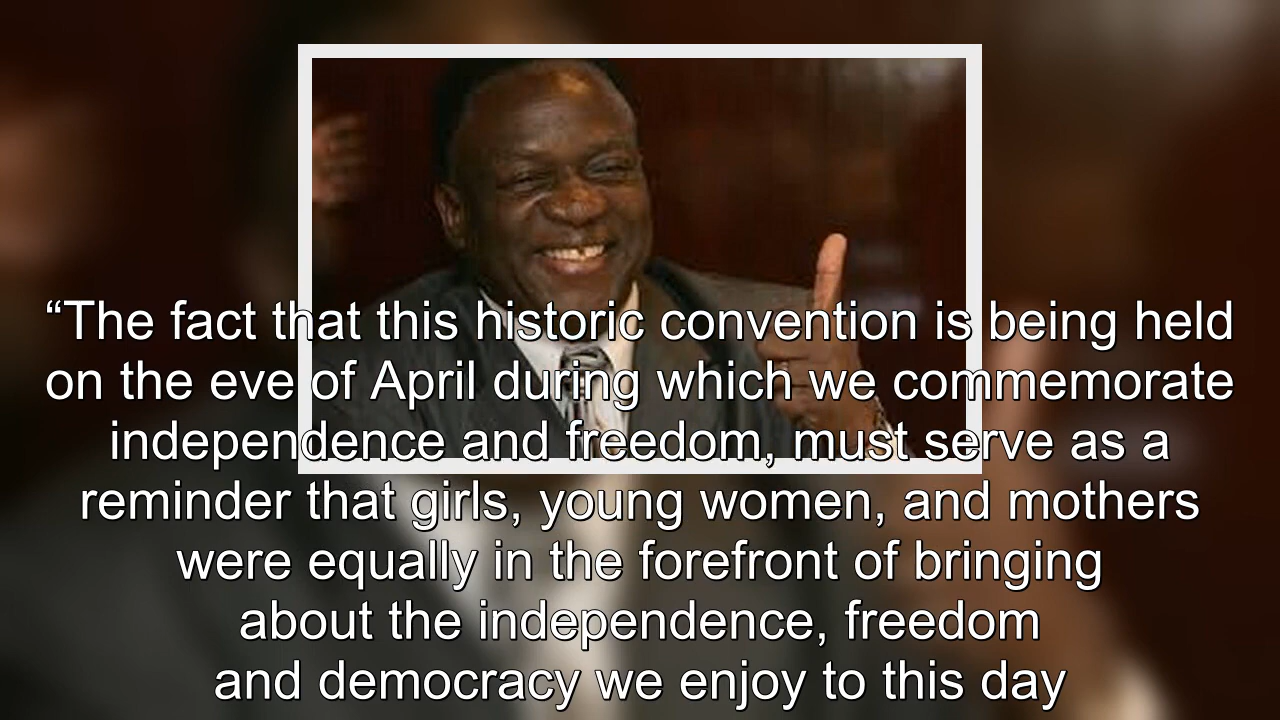 “The fact that this historic convention is being held
on the eve of April during which we commemorate
independence and freedom, must serve as a
reminder that girls, young women, and mothers
were equally in the forefront of bringing
about the independence, freedom
and democracy we enjoy to this day